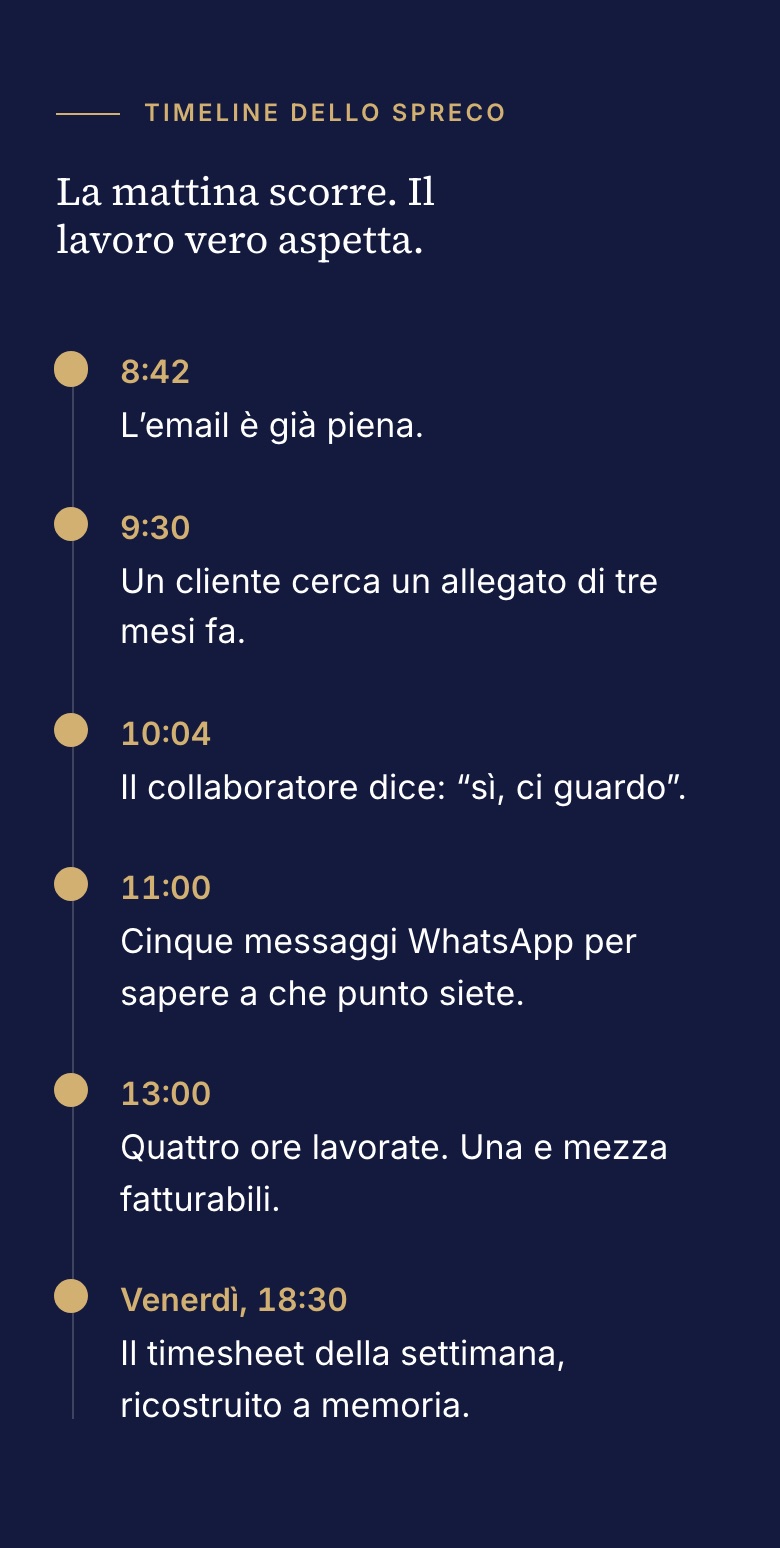 TIMELINE DELLO SPRECO
La mattina scorre. Il
lavoro vero aspetta.
8:42
L’email è già piena.
9:30
Un cliente cerca un allegato di tre
mesi fa.
10:04
Il collaboratore dice: “sì, ci guardo”.
11:00
Cinque messaggi WhatsApp per
sapere a che punto siete.
13:00
Quattro ore lavorate. Una e mezza
fatturabili.
Venerdì, 18:30
Il timesheet della settimana,
ricostruito a memoria.